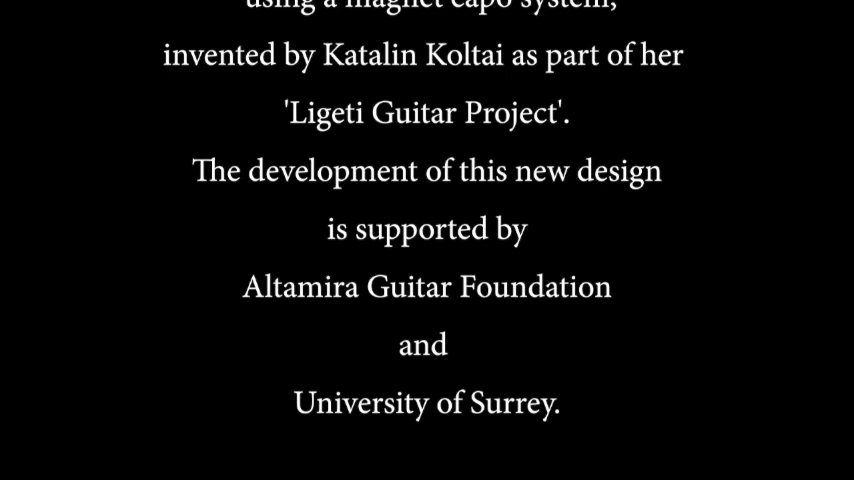 using a magnet capo system,
invented by Katalin Koltai as part of her
'Ligeti Guitar Project'.
The development of this new design
is supported by
Altamira Guitar Foundation
and
University of Surrey.